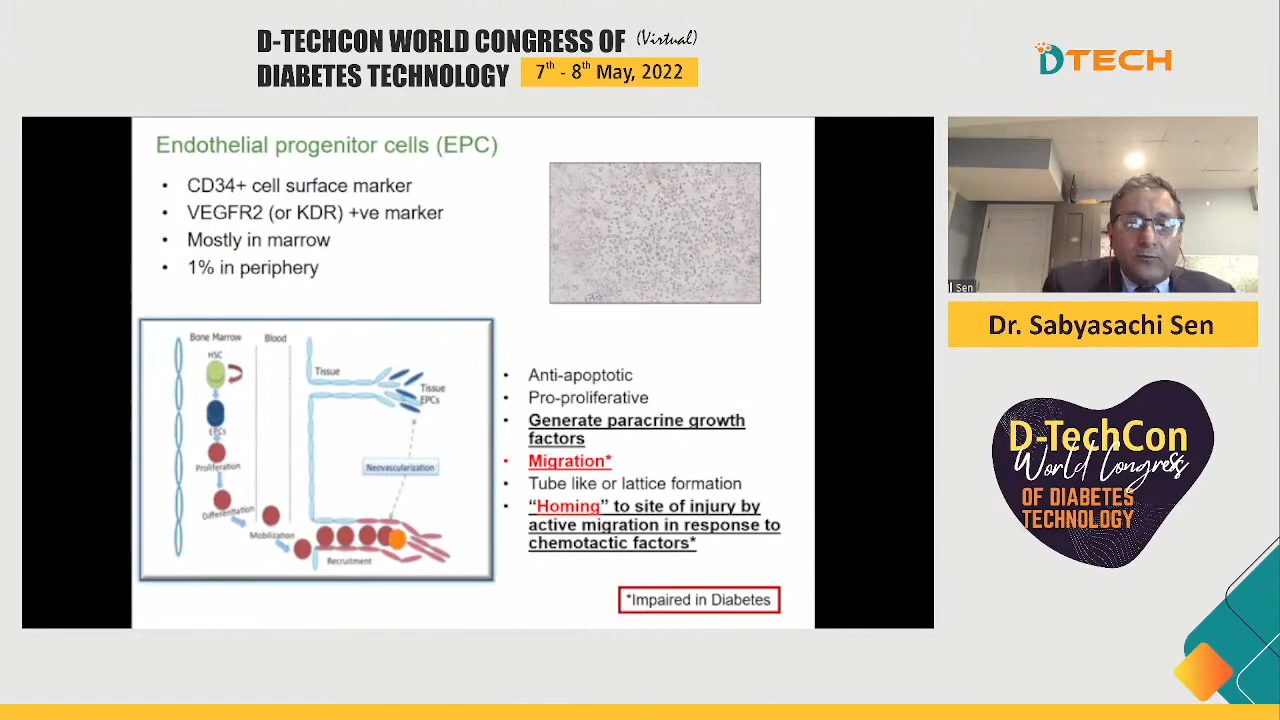 D-TECHCON WORLD CONGRESS OF (Virtual)
DIABETES TECHNOLOGY 7th - 8th May, 2022
DTECH
Endothelial progenitor cells (EPC)
• CD34+ cell surface marker
• VEGFR2 (or KDR) +ve marker
• Mostly in marrow
• 1% in periphery
Bone Marrow
Blood
HSC
Tissue
Tissue
EPCs
EPCs
Proliferation
Neovascularization
Differentiation
Mobilization
Recruitment
• Anti-apoptotic
• Pro-proliferative
• Generate paracrine growth
factors
• Migration*
• Tube like or lattice formation
• “Homing” to site of injury by
active migration in response to
chemotactic factors*
*Impaired in Diabetes
Sen
Dr. Sabyasachi Sen
D-TechCon
World Congress
OF DIABETES
TECHNOLOGY